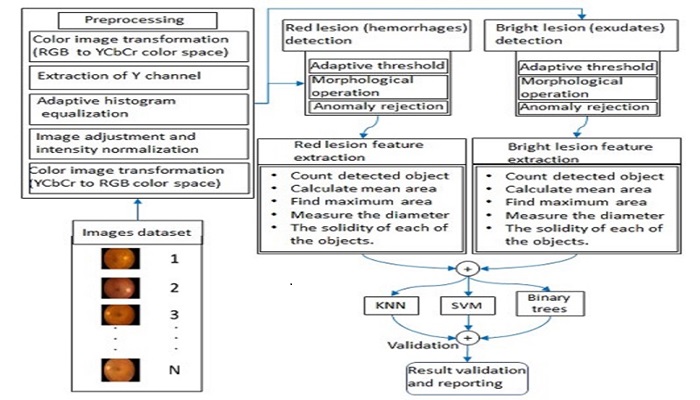 Preprocessing
Color image transformation
(RGB to YCbCr color space)
Extraction of Y channel
Adaptive histogram
equalization
Image adjustment and
intensity normalization
Color image transformation
(YCbCr to RGB color space)
Images dataset
1
2
3
N
Red lesion (hemorrhages)
detection
Adaptive threshold
Morphological
operation
Anomaly rejection
Bright lesion (exudates)
detection
Adaptive threshold
Morphological
operation
Anomaly rejection
Red lesion feature
extraction
• Count detected object
• Calculate mean area
• Find maximum area
• Measure the diameter
• The solidity of each of
the objects.
Bright lesion feature
extraction
• Count detected object
• Calculate mean area
• Find maximum area
• Measure the diameter
• The solidity of each of
the objects.
+
KNN
SVM
Binary
trees
+
Validation
Result validation
and reporting